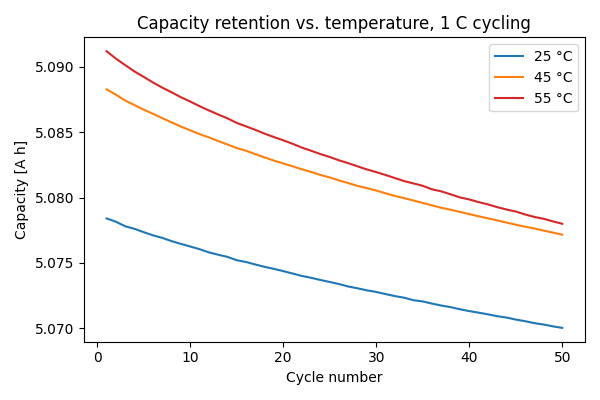 Capacity retention vs. temperature, 1 C cycling
Capacity [A h]
5.090
5.085
5.080
5.075
5.070
25 °C
45 °C
55 °C
0 10 20 30 40 50
Cycle number